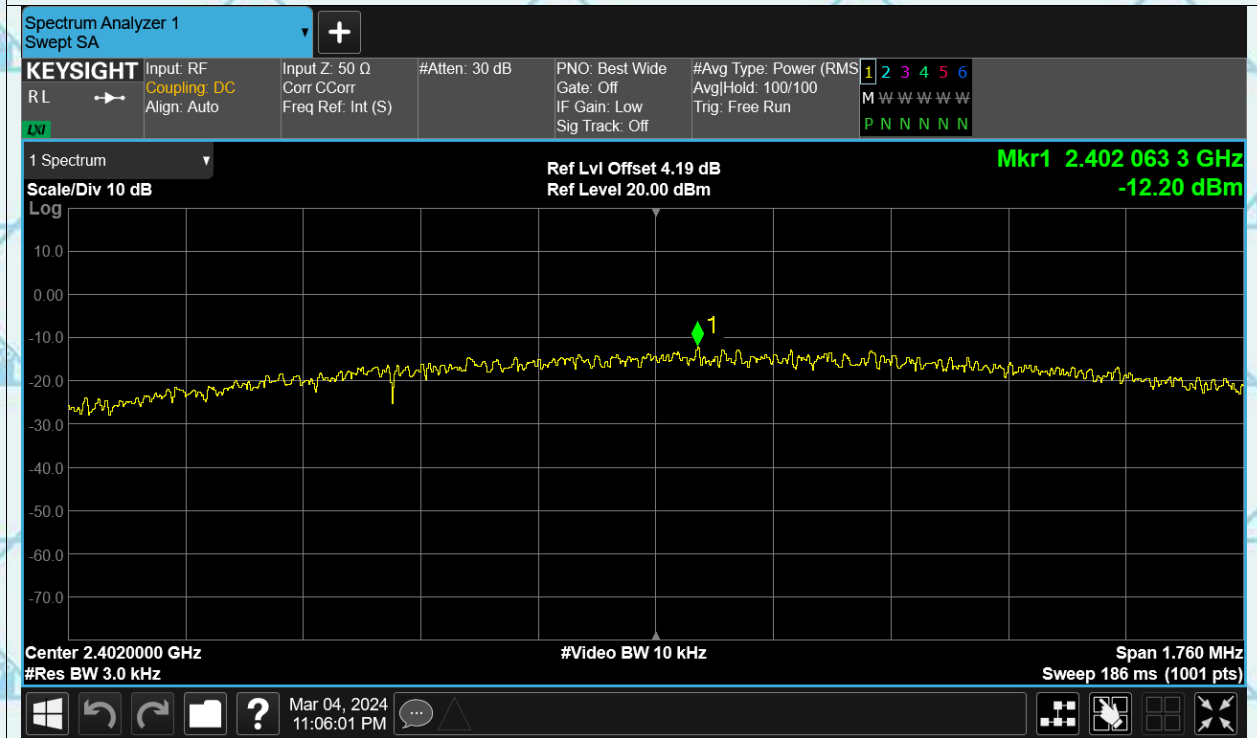 Spectrum Analyzer 1
Swept SA
KEYSIGHT
R L
LXI
Input: RF
Coupling: DC
Align: Auto
Input Z: 50 Ω
Corr CCorr
Freq Ref: Int (S)
#Atten: 30 dB
PNO: Best Wide
Gate: Off
IF Gain: Low
Sig Track: Off
#Avg Type: Power (RMS
Avg|Hold: 100/100
Trig: Free Run
1 2 3 4 5 6
M W W W W W
P N N N N N
1 Spectrum
Scale/Div 10 dB
Log
Ref Lvl Offset 4.19 dB
Ref Level 20.00 dBm
Mkr1 2.402 063 3 GHz
-12.20 dBm
10.0
0.00
-10.0
-20.0
-30.0
-40.0
-50.0
-60.0
-70.0
1
Center 2.4020000 GHz
#Res BW 3.0 kHz
#Video BW 10 kHz
Span 1.760 MHz
Sweep 186 ms (1001 pts)
?
Mar 04, 2024
11:06:01 PM